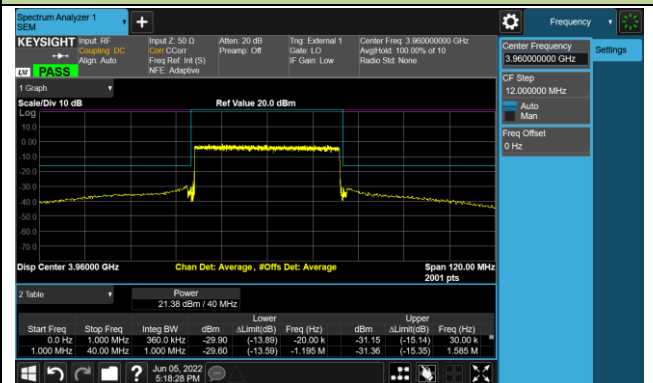 Spectrum Analyzer 1
SEM
Frequency
KEYSIGHT
Input: RF
Coupling: DC
Align: Auto
Input Z: 50 Ω
Corr CCorr
Freq Ref: Int (S)
NFE: Adaptive
Atten: 20 dB
Preamp: Off
Trig: External 1
Gate: LO
IF Gain: Low
Center Freq: 3.960000000 GHz
Avg|Hold: 100.00% of 10
Radio Std: None
LXI PASS
Center Frequency
3.960000000 GHz
Settings
CF Step
12.000000 MHz
Auto
Man
Freq Offset
0 Hz
1 Graph
Scale/Div 10 dB
Ref Value 20.0 dBm
Log
10.0
0.00
-10.0
-20.0
-30.0
-40.0
-50.0
-60.0
-70.0
Disp Center 3.96000 GHz
Chan Det: Average , #Offs Det: Average
Span 120.00 MHz
2001 pts
2 Table
Power
21.38 dBm / 40 MHz
Lower Upper
Start Freq Stop Freq Integ BW dBm ΔLimit(dB) Freq (Hz) dBm ΔLimit(dB) Freq (Hz)
0.0 Hz 1.000 MHz 360.0 kHz -29.90 (-13.89) -20.00 k -31.15 (-15.14) 30.00 k
1.000 MHz 40.00 MHz 1.000 MHz -29.60 (-13.59) -1.195 M -31.36 (-15.35) 1.585 M
Jun 05, 2022
5:18:28 PM